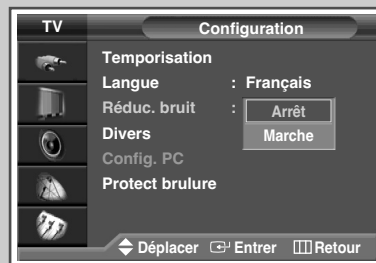 TV Configuration
Temporisation
Langue : Français
Réduc. bruit : Arrêt
Divers Marche
Config. PC
Protect brulure
Déplacer Entrer Retour